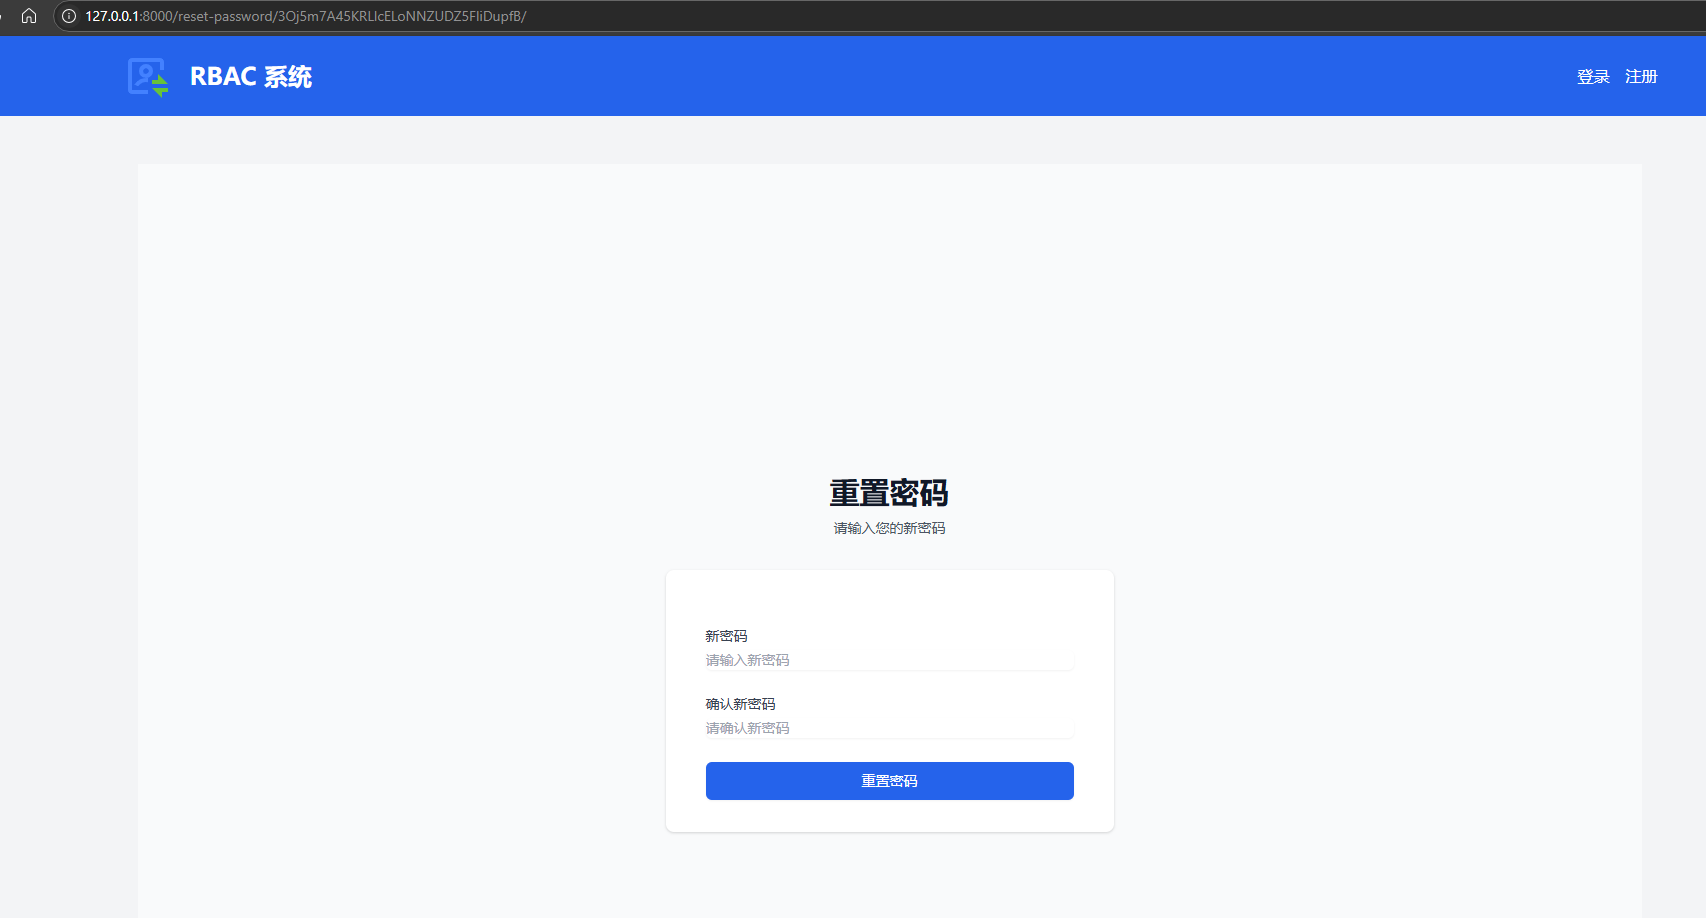 127.0.0.1:8000/reset-password/3Oj5m7A45KRLlcELoNNZUDZ5FIiDupfB/
RBAC 系统
登录 注册
重置密码
请输入您的新密码
新密码
请输入新密码
确认新密码
请确认新密码
重置密码